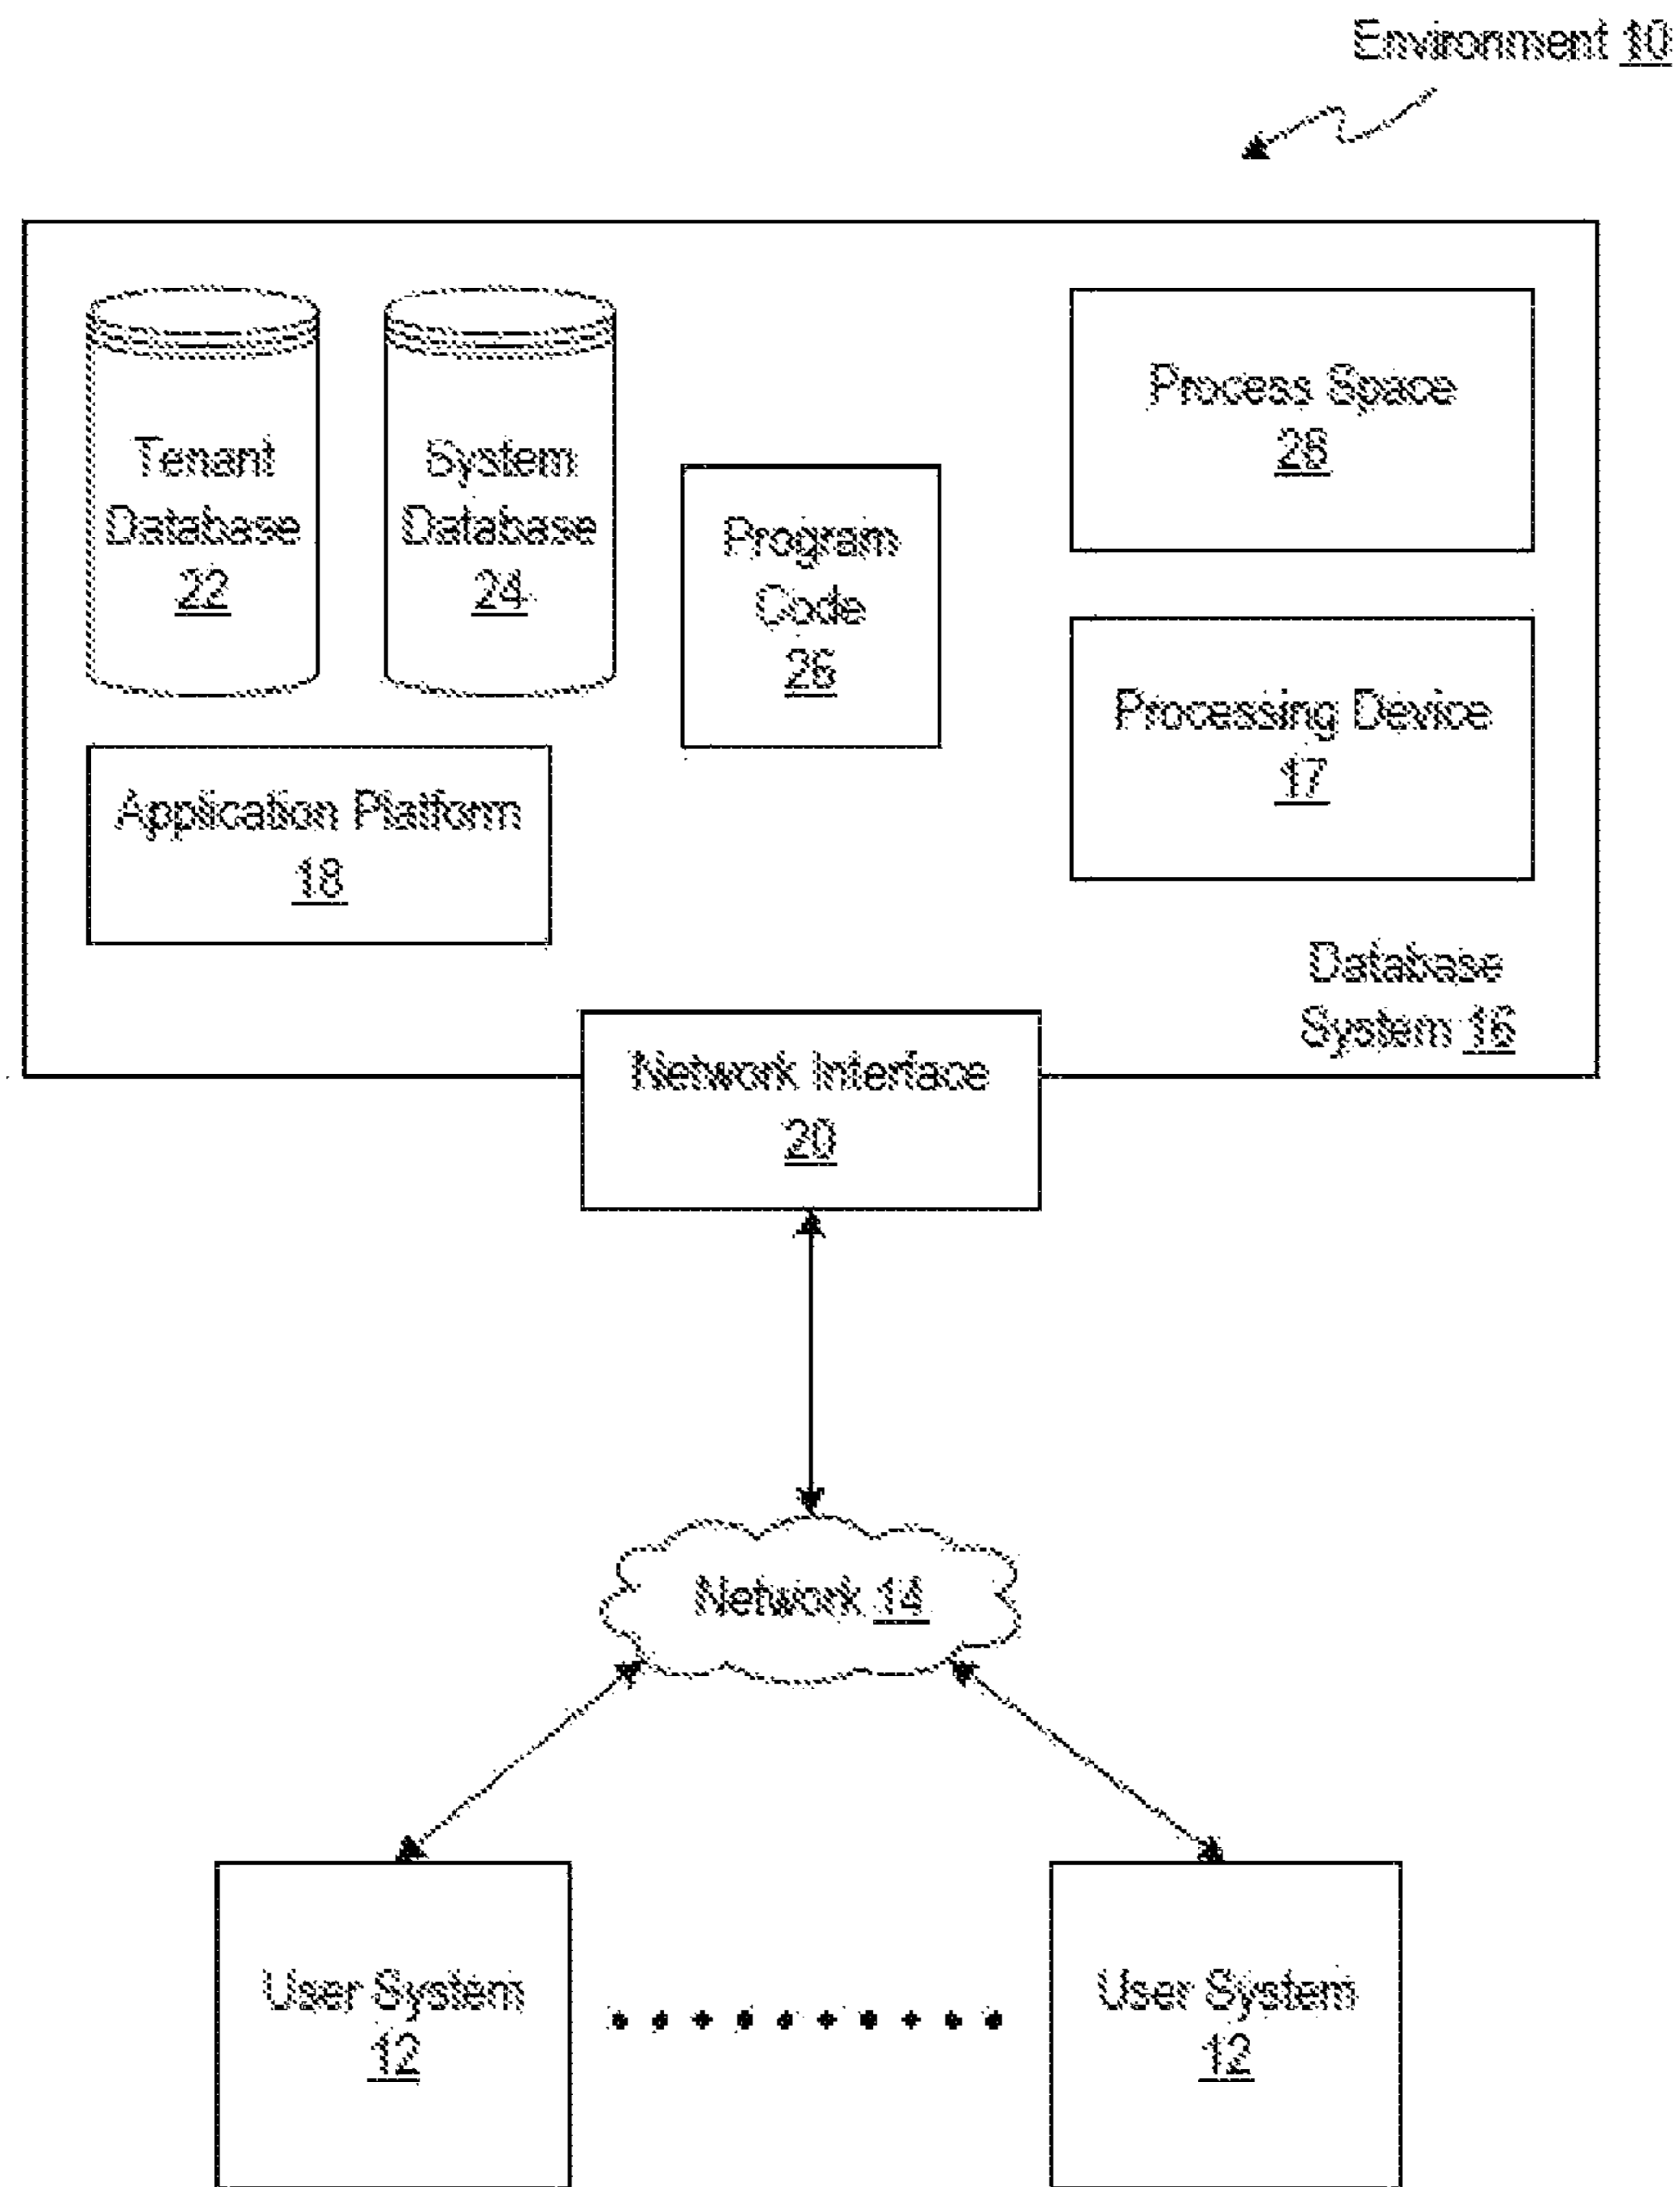 Environment 10
Tenant
Database
22
System
Database
24
Program
Code
26
Process Space
28
Processing Device
17
Application Platform
18
Database
System 16
Network Interface
20
Network 14
User System
12
User System
12